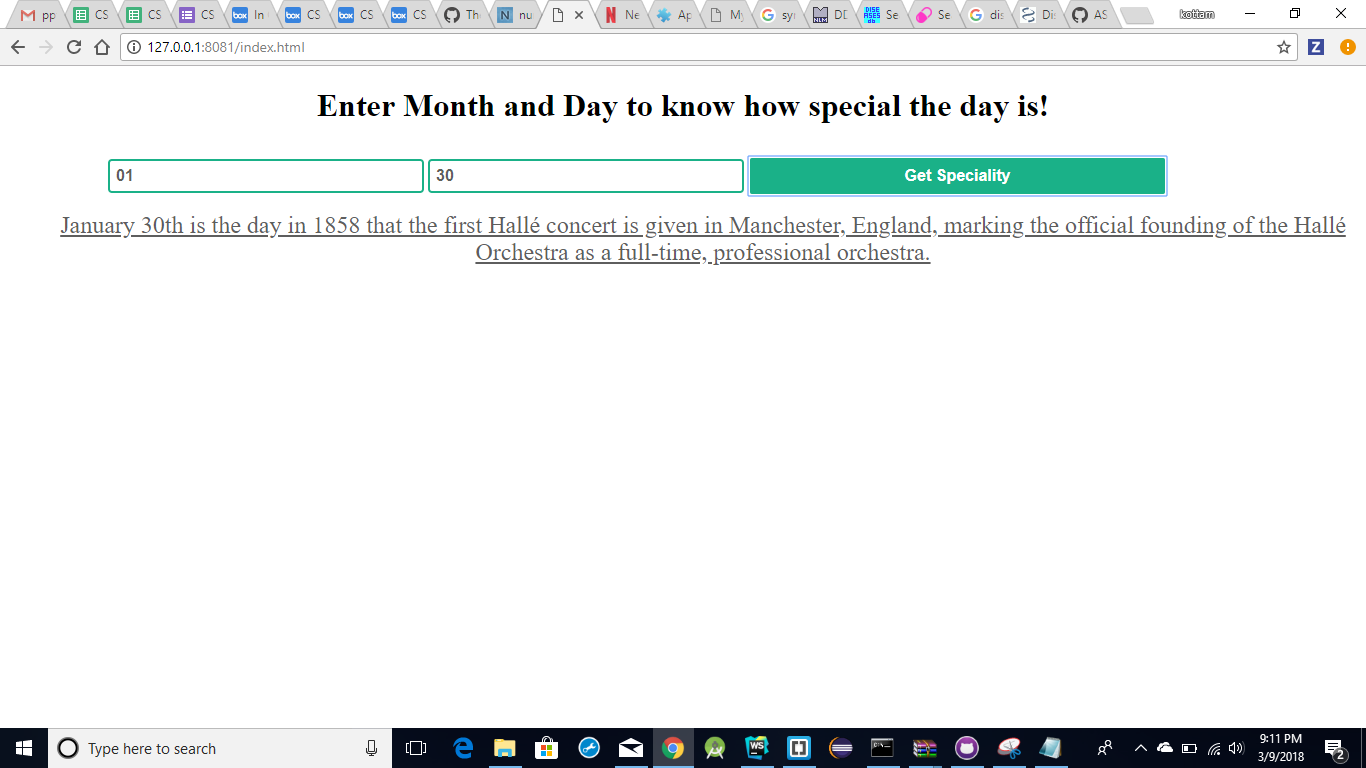 pp CS CS CS In CS CS CS Th nu Ne Ap My syn DD Se Se dis Dis AS kottam
127.0.0.1:8081/index.html
Enter Month and Day to know how special the day is!
01 30 Get Speciality
January 30th is the day in 1858 that the first Hallé concert is given in Manchester, England, marking the official founding of the Hallé
Orchestra as a full-time, professional orchestra.
Type here to search
9:11 PM
3/9/2018
2